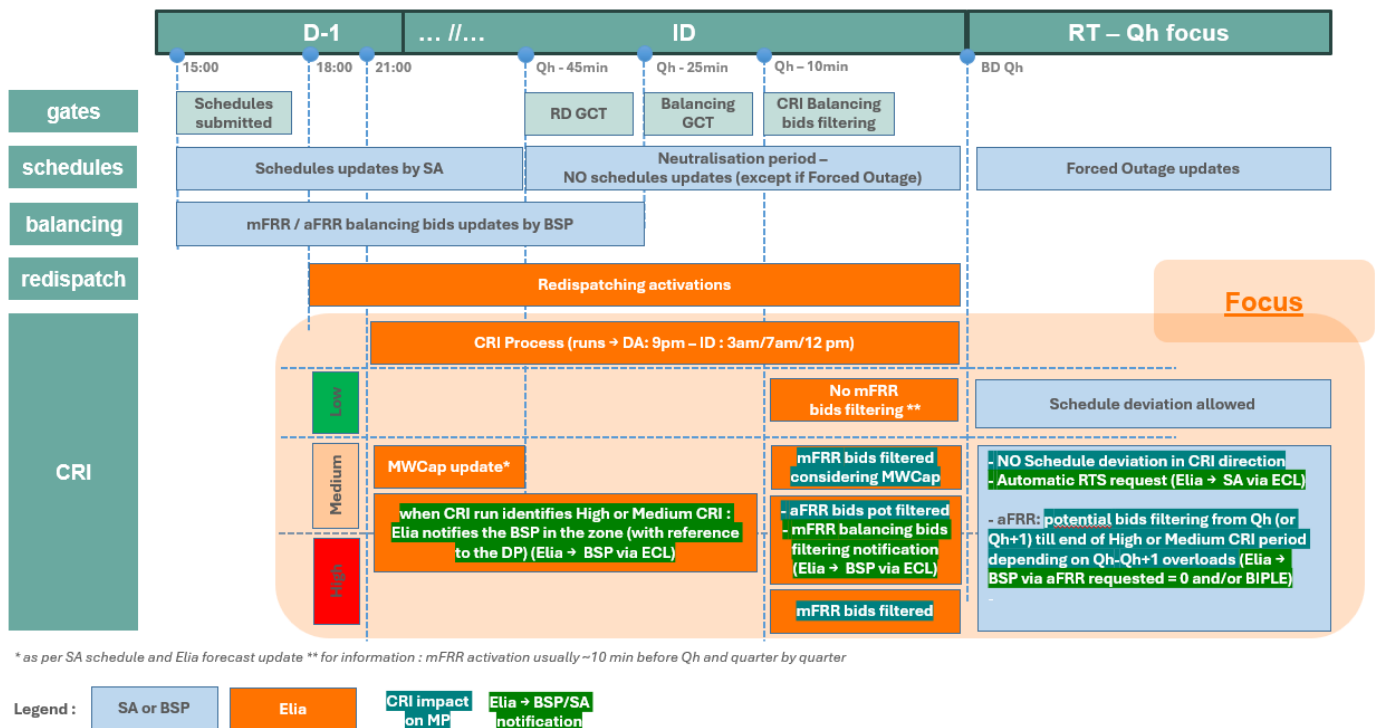 D-1
... //...
ID
RT – Qh focus
15:00
18:00
21:00
Qh - 45min
Qh - 25min
Qh – 10min
BD Qh
gates
Schedules
submitted
RD GCT
Balancing
GCT
CRI Balancing
bids filtering
schedules
Schedules updates by SA
Neutralisation period –
NO schedules updates (except if Forced Outage)
Forced Outage updates
balancing
mFRR / aFRR balancing bids updates by BSP
redispatch
Redispatching activations
Focus
CRI
CRI Process (runs → DA: 9pm – ID : 3am/7am/12 pm)
Low
No mFRR
bids filtering **
Schedule deviation allowed
Medium
MWCap update*
mFRR bids filtered
considering MWCap
when CRI run identifies High or Medium CRI :
Elia notifies the BSP in the zone (with reference
to the DP) (Elia → BSP via ECL)
- aFRR bids pot filtered
- mFRR balancing bids
filtering notification
(Elia → BSP via ECL)
High
mFRR bids filtered
- NO Schedule deviation in CRI direction
- Automatic RTS request (Elia → SA via ECL)
- aFRR: potential bids filtering from Qh (or
Qh+1) till end of High or Medium CRI period
depending on Qh-Qh+1 overloads (Elia →
BSP via aFRR requested = 0 and/or BIPLE)
-
* as per SA schedule and Elia forecast update ** for information : mFRR activation usually ~10 min before Qh and quarter by quarter
Legend :
SA or BSP
Elia
CRI impact
on MP
Elia → BSP/SA
notification